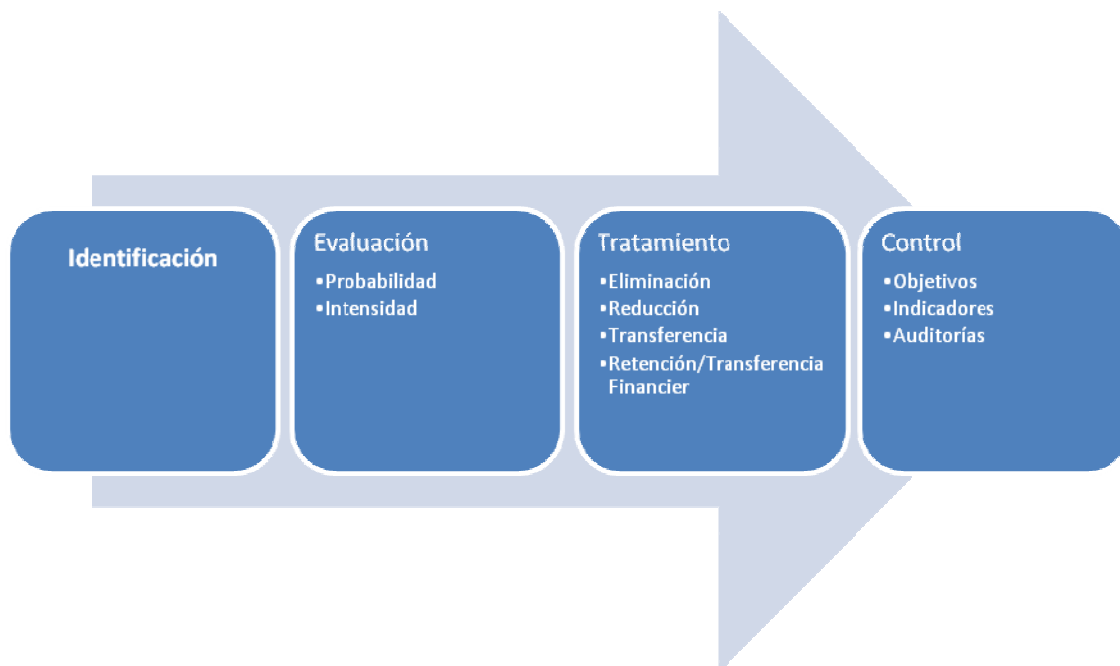 Identificación
Evaluación
▪Probabilidad
▪Intensidad
Tratamiento
▪Eliminación
▪Reducción
▪Transferencia
▪Retención/Transferencia
Financier
Control
▪Objetivos
▪Indicadores
▪Auditorías